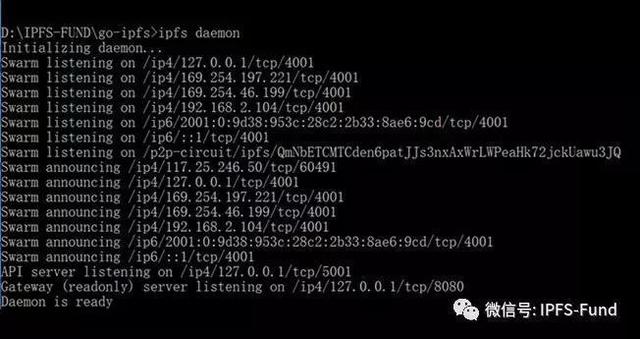 D:\IPFS-FUND\go-ipfs>ipfs daemon
Initializing daemon...
Swarm listening on /ip4/127.0.0.1/tcp/4001
Swarm listening on /ip4/169.254.197.221/tcp/4001
Swarm listening on /ip4/169.254.46.199/tcp/4001
Swarm listening on /ip4/192.168.2.104/tcp/4001
Swarm listening on /ip6/2001:0:9d38:953c:28c2:2b33:8ae6:9cd/tcp/4001
Swarm listening on /ip6/::1/tcp/4001
Swarm listening on /p2p-circuit/ipfs/QmNbETCMTCden6patJJs3nxAxWrLWPeaHk72jckUawu3JQ
Swarm announcing /ip4/117.25.246.50/tcp/60491
Swarm announcing /ip4/127.0.0.1/tcp/4001
Swarm announcing /ip4/169.254.197.221/tcp/4001
Swarm announcing /ip4/169.254.46.199/tcp/4001
Swarm announcing /ip4/192.168.2.104/tcp/4001
Swarm announcing /ip6/2001:0:9d38:953c:28c2:2b33:8ae6:9cd/tcp/4001
Swarm announcing /ip6/::1/tcp/4001
API server listening on /ip4/127.0.0.1/tcp/5001
Gateway (readonly) server listening on /ip4/127.0.0.1/tcp/8080
Daemon is ready
微信号: IPFS-Fund